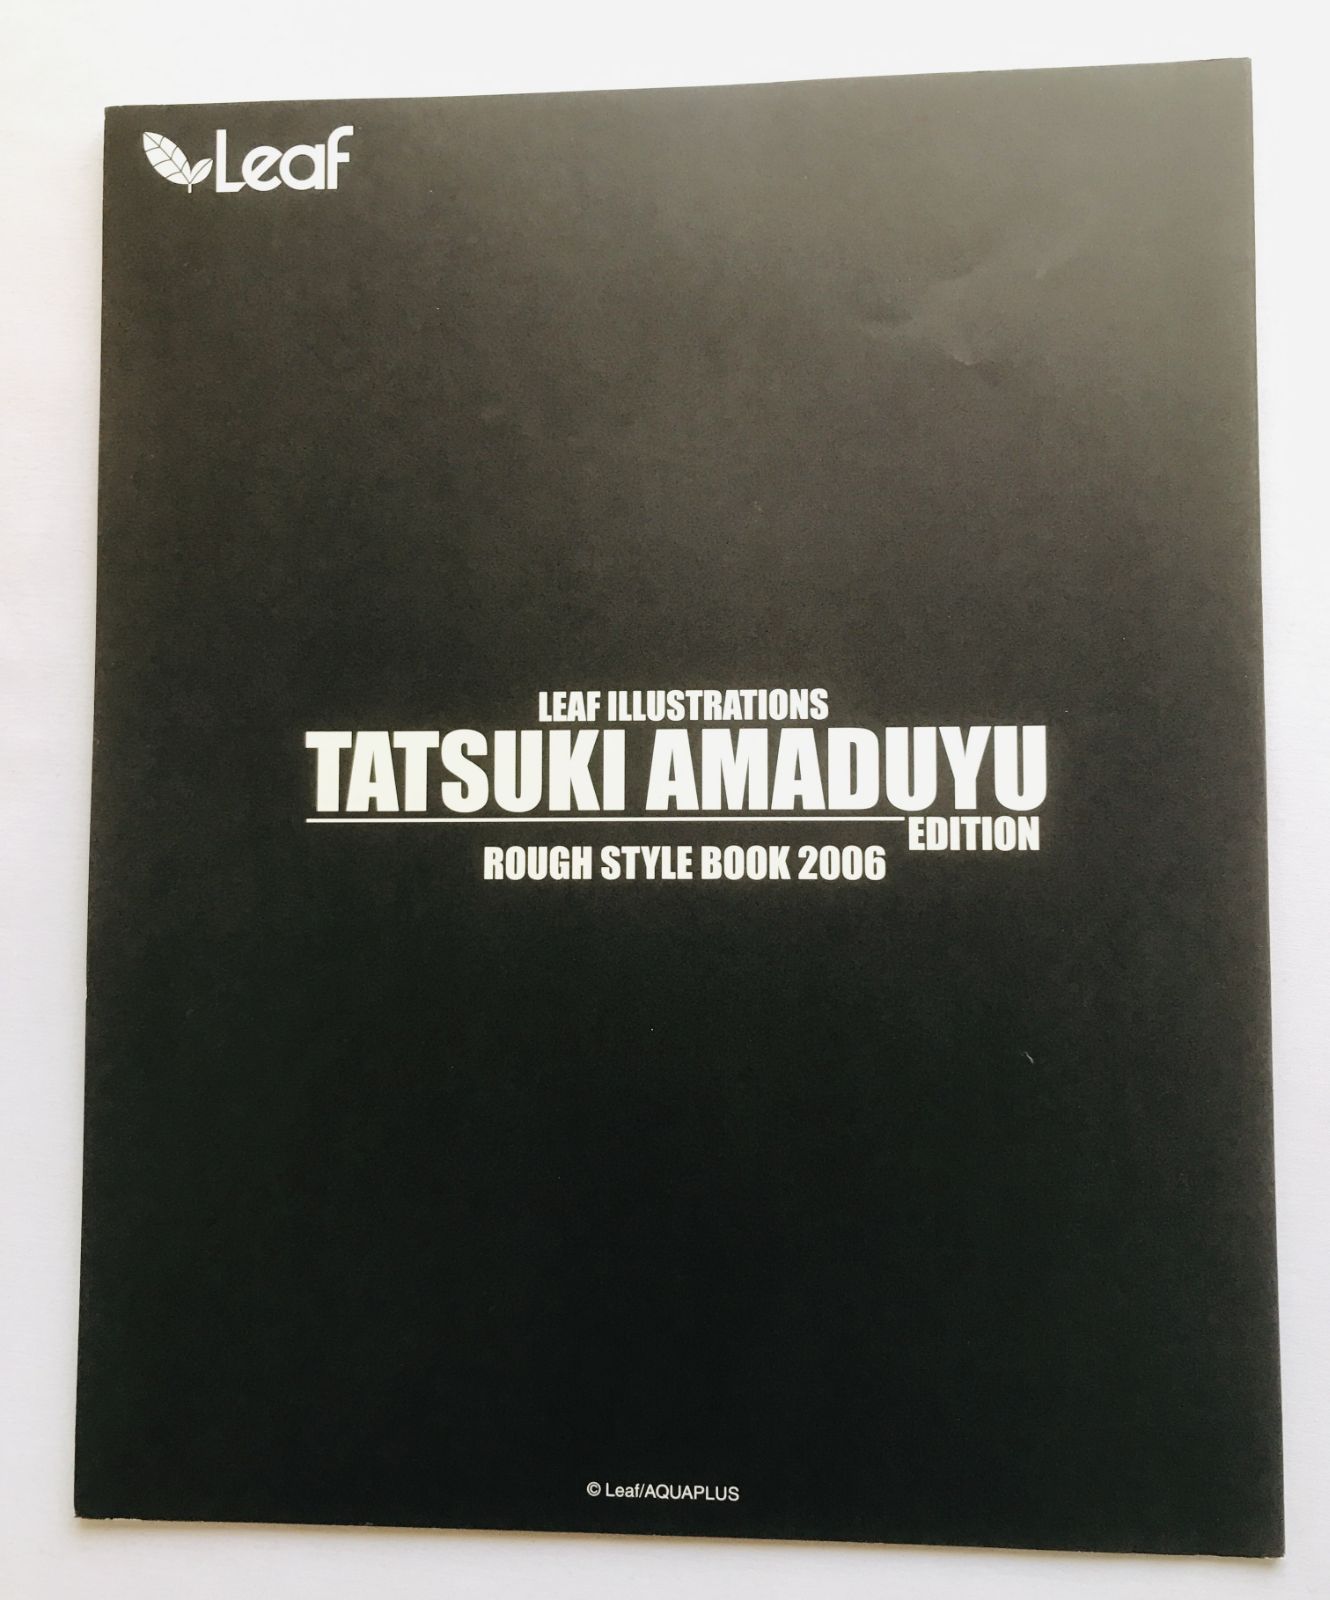 Leaf
LEAF ILLUSTRATIONS
TATSUKI AMADUYU
EDITION
ROUGH STYLE BOOK 2006
© Leaf/AQUAPLUS